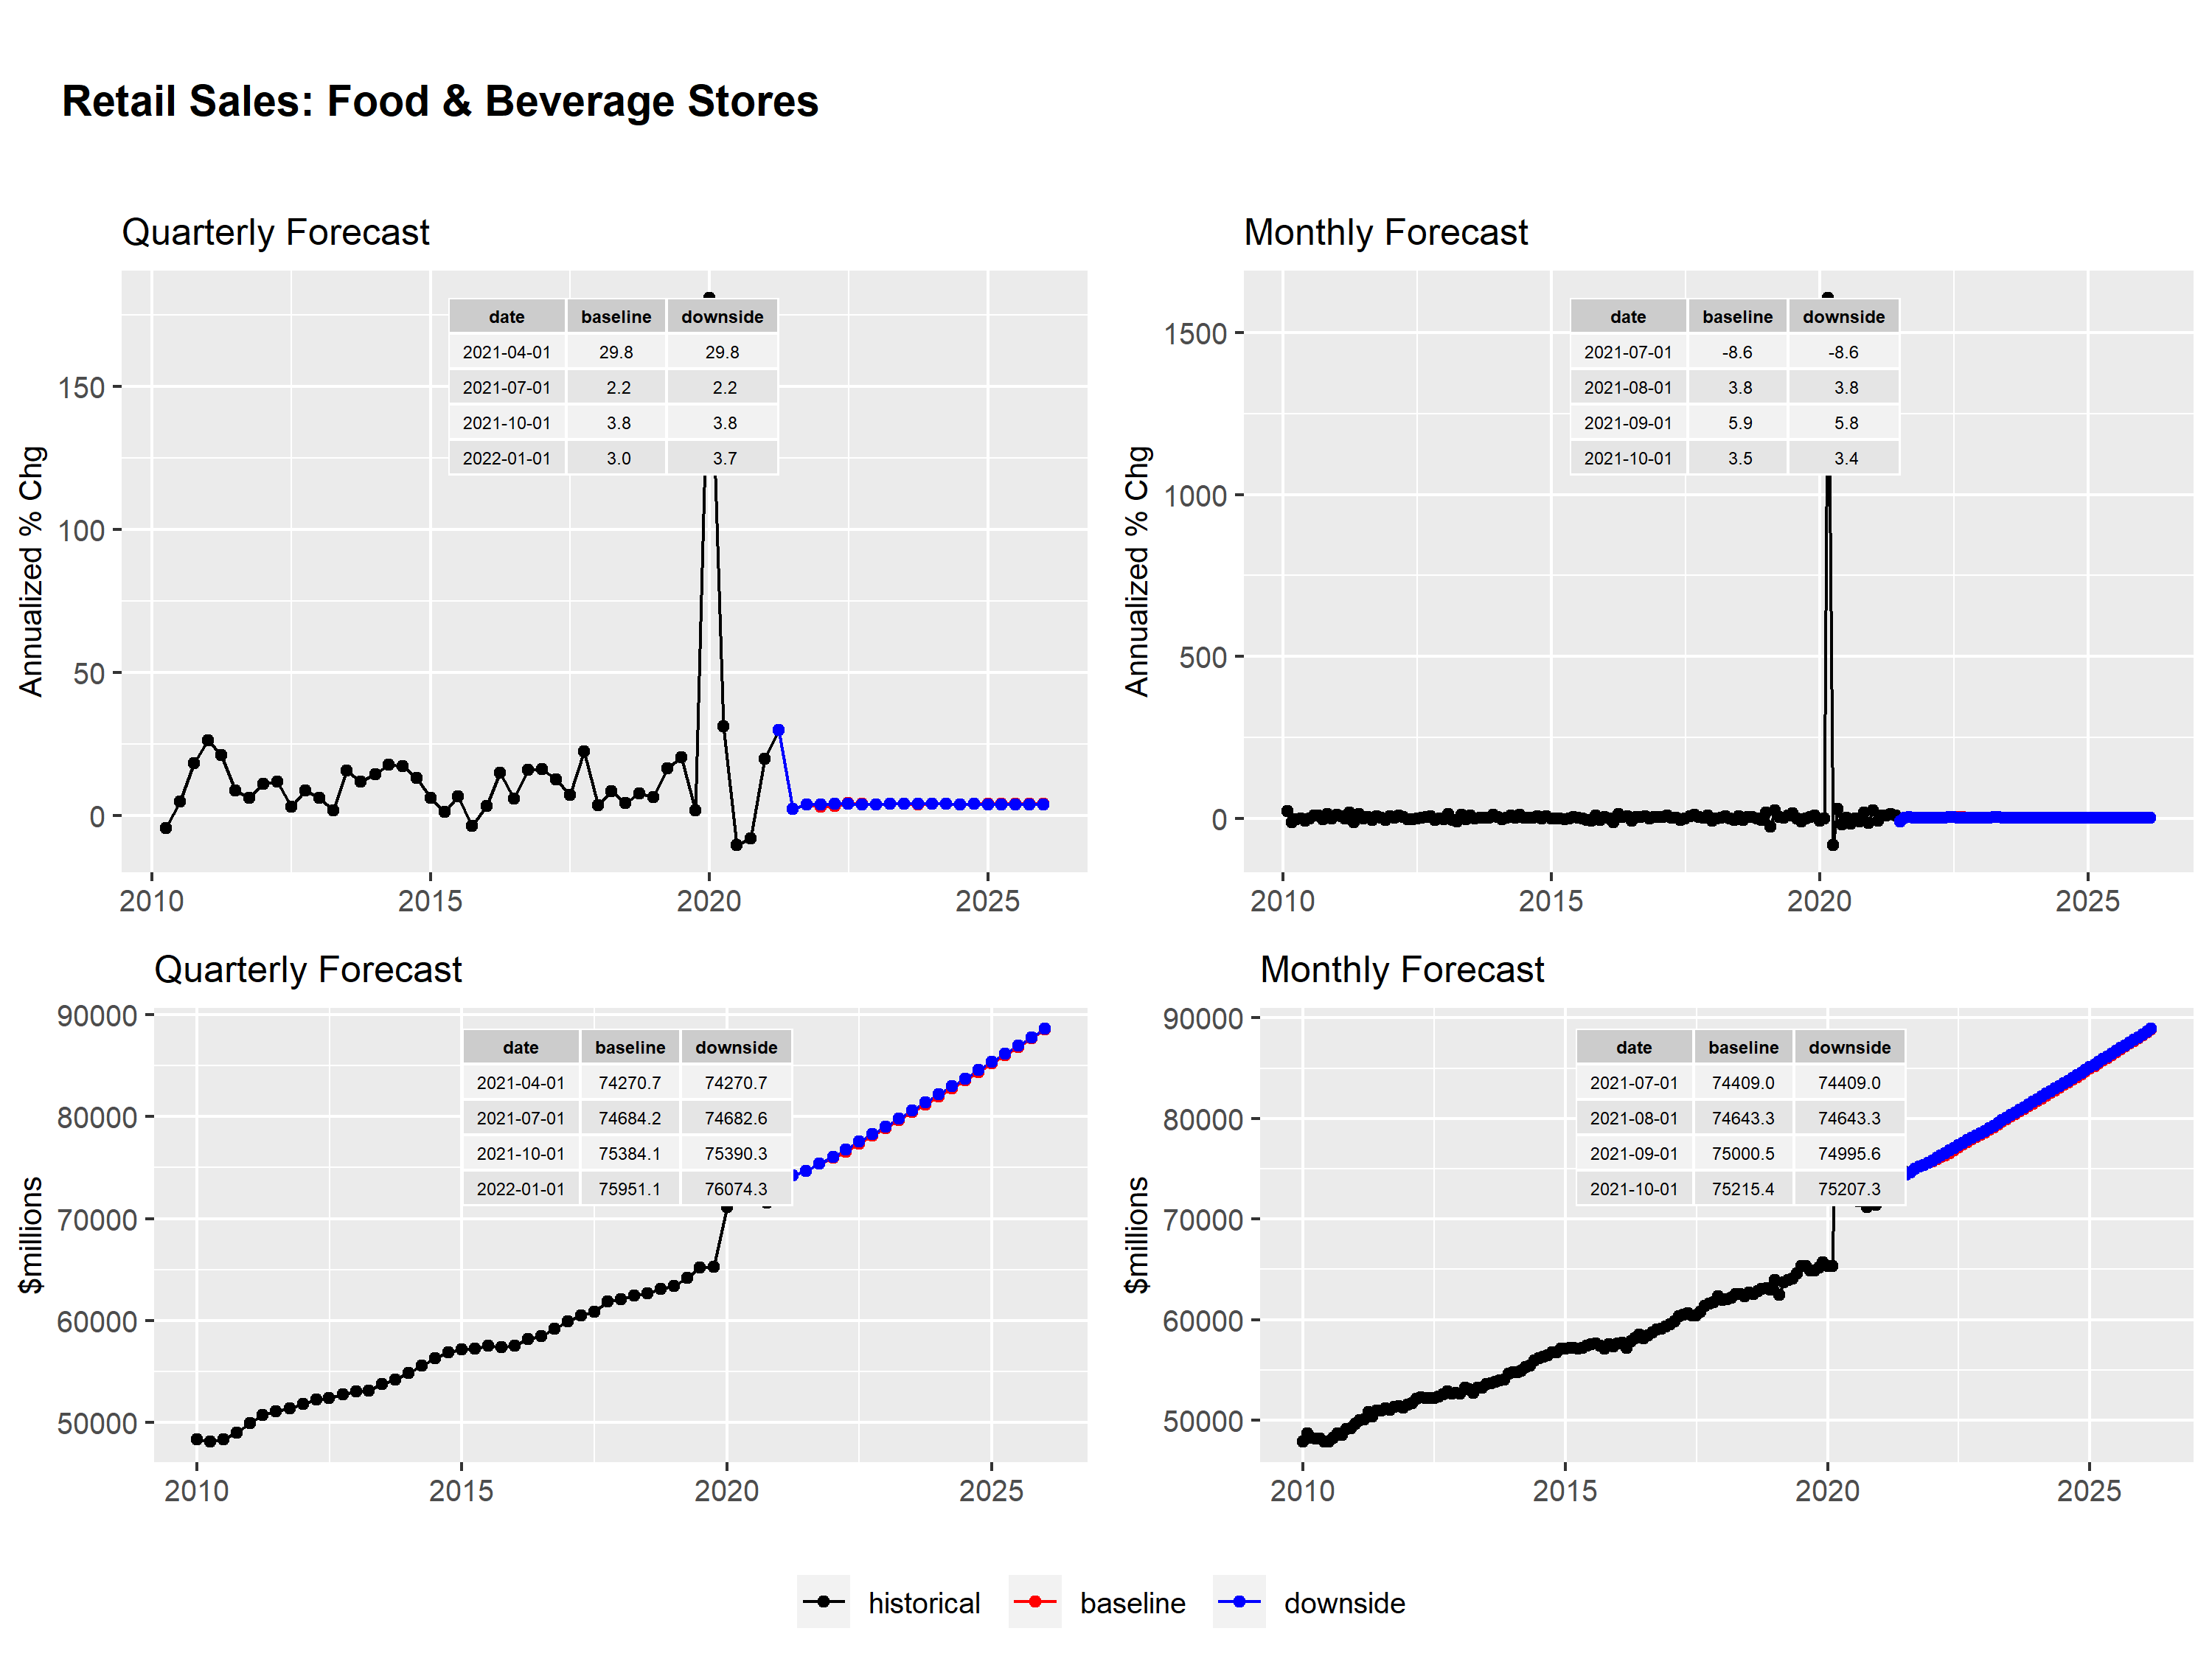 Retail Sales: Food & Beverage Stores
Quarterly Forecast
Annualized % Chg
150
100
50
0
2010 2015 2020 2025
date baseline downside
2021-04-01 29.8 29.8
2021-07-01 2.2 2.2
2021-10-01 3.8 3.8
2022-01-01 3.0 3.7
Monthly Forecast
Annualized % Chg
1500
1000
500
0
2010 2015 2020 2025
date baseline downside
2021-07-01 -8.6 -8.6
2021-08-01 3.8 3.8
2021-09-01 5.9 5.8
2021-10-01 3.5 3.4
Quarterly Forecast
$millions
90000
80000
70000
60000
50000
2010 2015 2020 2025
date baseline downside
2021-04-01 74270.7 74270.7
2021-07-01 74684.2 74682.6
2021-10-01 75384.1 75390.3
2022-01-01 75951.1 76074.3
Monthly Forecast
$millions
90000
80000
70000
60000
50000
2010 2015 2020 2025
date baseline downside
2021-07-01 74409.0 74409.0
2021-08-01 74643.3 74643.3
2021-09-01 75000.5 74995.6
2021-10-01 75215.4 75207.3
historical baseline downside